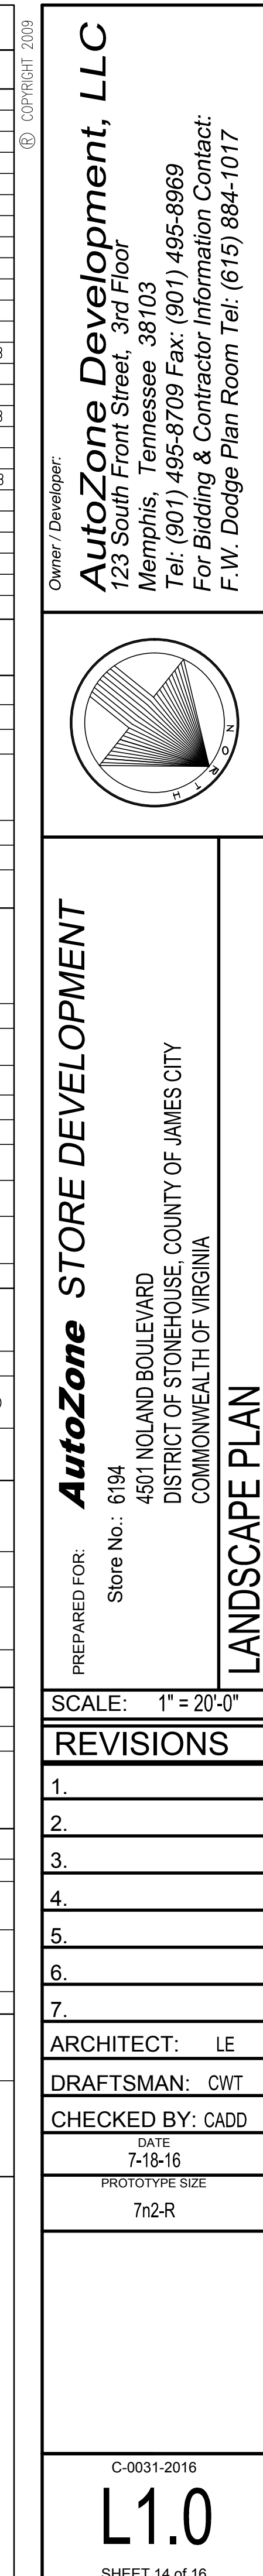 ® COPYRIGHT 2009
Owner / Developer:
AutoZone Development, LLC
123 South Front Street, 3rd Floor
Memphis, Tennessee 38103
Tel: (901) 495-8709 Fax: (901) 495-8969
For Bidding & Contractor Information Contact:
F.W. Dodge Plan Room Tel: (615) 884-1017
NORTH
PREPARED FOR: AutoZone STORE DEVELOPMENT
Store No.: 6194
4501 NOLAND BOULEVARD
DISTRICT OF STONEHOUSE, COUNTY OF JAMES CITY
COMMONWEALTH OF VIRGINIA
LANDSCAPE PLAN
SCALE: 1" = 20'-0"
REVISIONS
1.
2.
3.
4.
5.
6.
7.
ARCHITECT: LE
DRAFTSMAN: CWT
CHECKED BY: CADD
DATE
7-18-16
PROTOTYPE SIZE
7n2-R
C-0031-2016
L1.0
SHEET 14 of 16